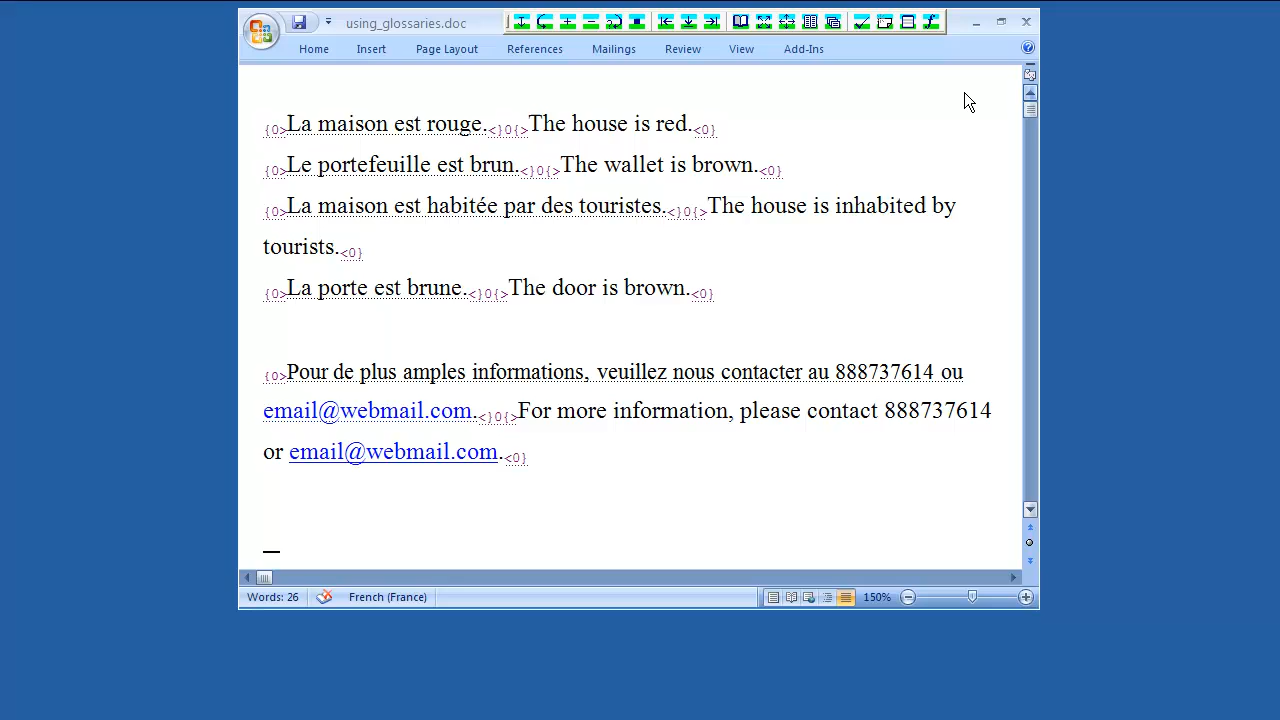 using_glossaries.doc
Home Insert Page Layout References Mailings Review View Add-Ins
{0>La maison est rouge.<}0{>The house is red.<0}
{0>Le portefeuille est brun.<}0{>The wallet is brown.<0}
{0>La maison est habitée par des touristes.<}0{>The house is inhabited by
tourists.<0}
{0>La porte est brune.<}0{>The door is brown.<0}
{0>Pour de plus amples informations, veuillez nous contacter au 888737614 ou
email@webmail.com.<}0{>For more information, please contact 888737614
or email@webmail.com.<0}
Words: 26 French (France) 150%